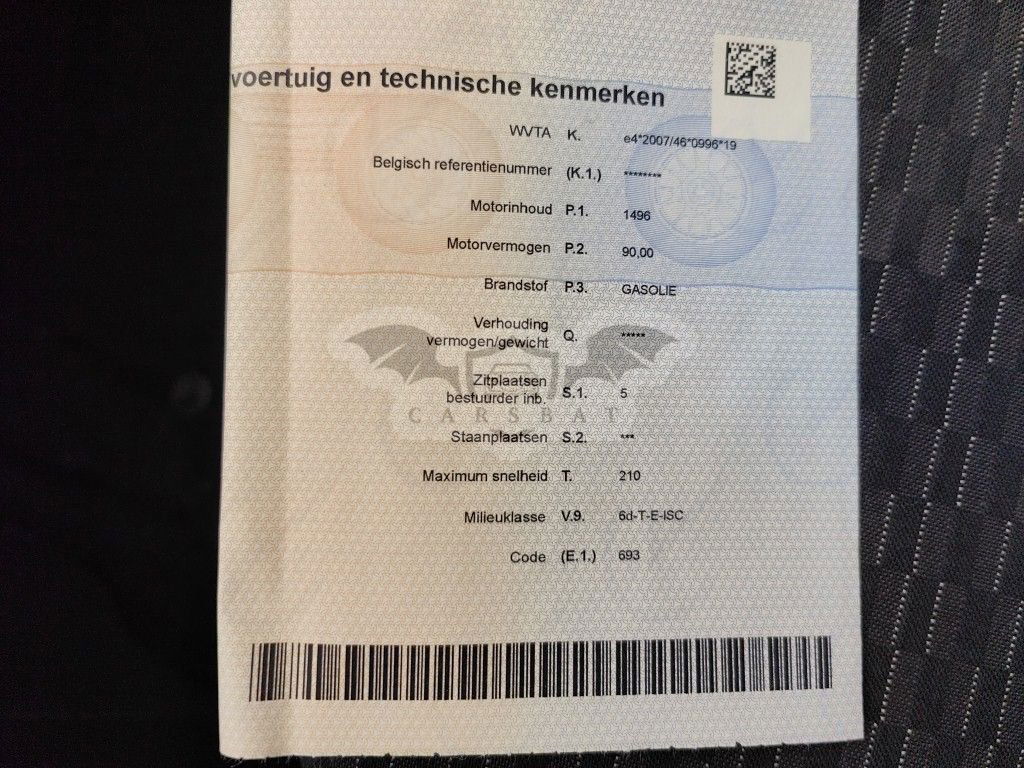 voertuig en technische kenmerken
WVTA K. e4*2007/46*0996*19
Belgisch referentienummer (K.1.) ********
Motorinhoud P.1. 1496
Motorvermogen P.2. 90,00
Brandstof P.3. GASOLIE
Verhouding
vermogen/gewicht Q. *****
Zitplaatsen
bestuurder inb. S.1. 5
CARSBAT
Staanplaatsen S.2. ***
Maximum snelheid T. 210
Milieuklasse V.9. 6d-T-E-ISC
Code (E.1.) 693